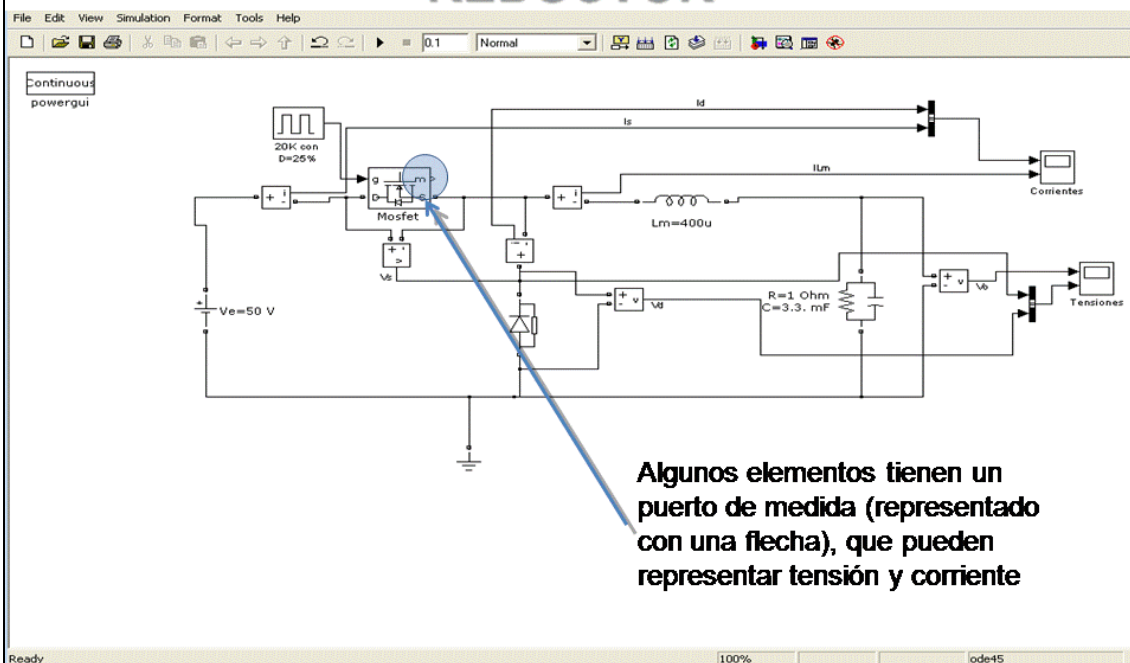 REDUCTOR
File Edit View Simulation Format Tools Help
0.1 Normal
Continuous
powergui
20K con
D=25%
Id
Is
ILm
Corrientes
g m
D S
Mosfet
+ - i
+ - i
Lm=400u
Vs
Ve=50 V
+ - v
Vd
R=1 Ohm
C=3.3. mF
+ - v
Vo
Tensiones
Algunos elementos tienen un
puerto de medida (representado
con una flecha), que pueden
representar tensión y corriente
Ready 100% ode45